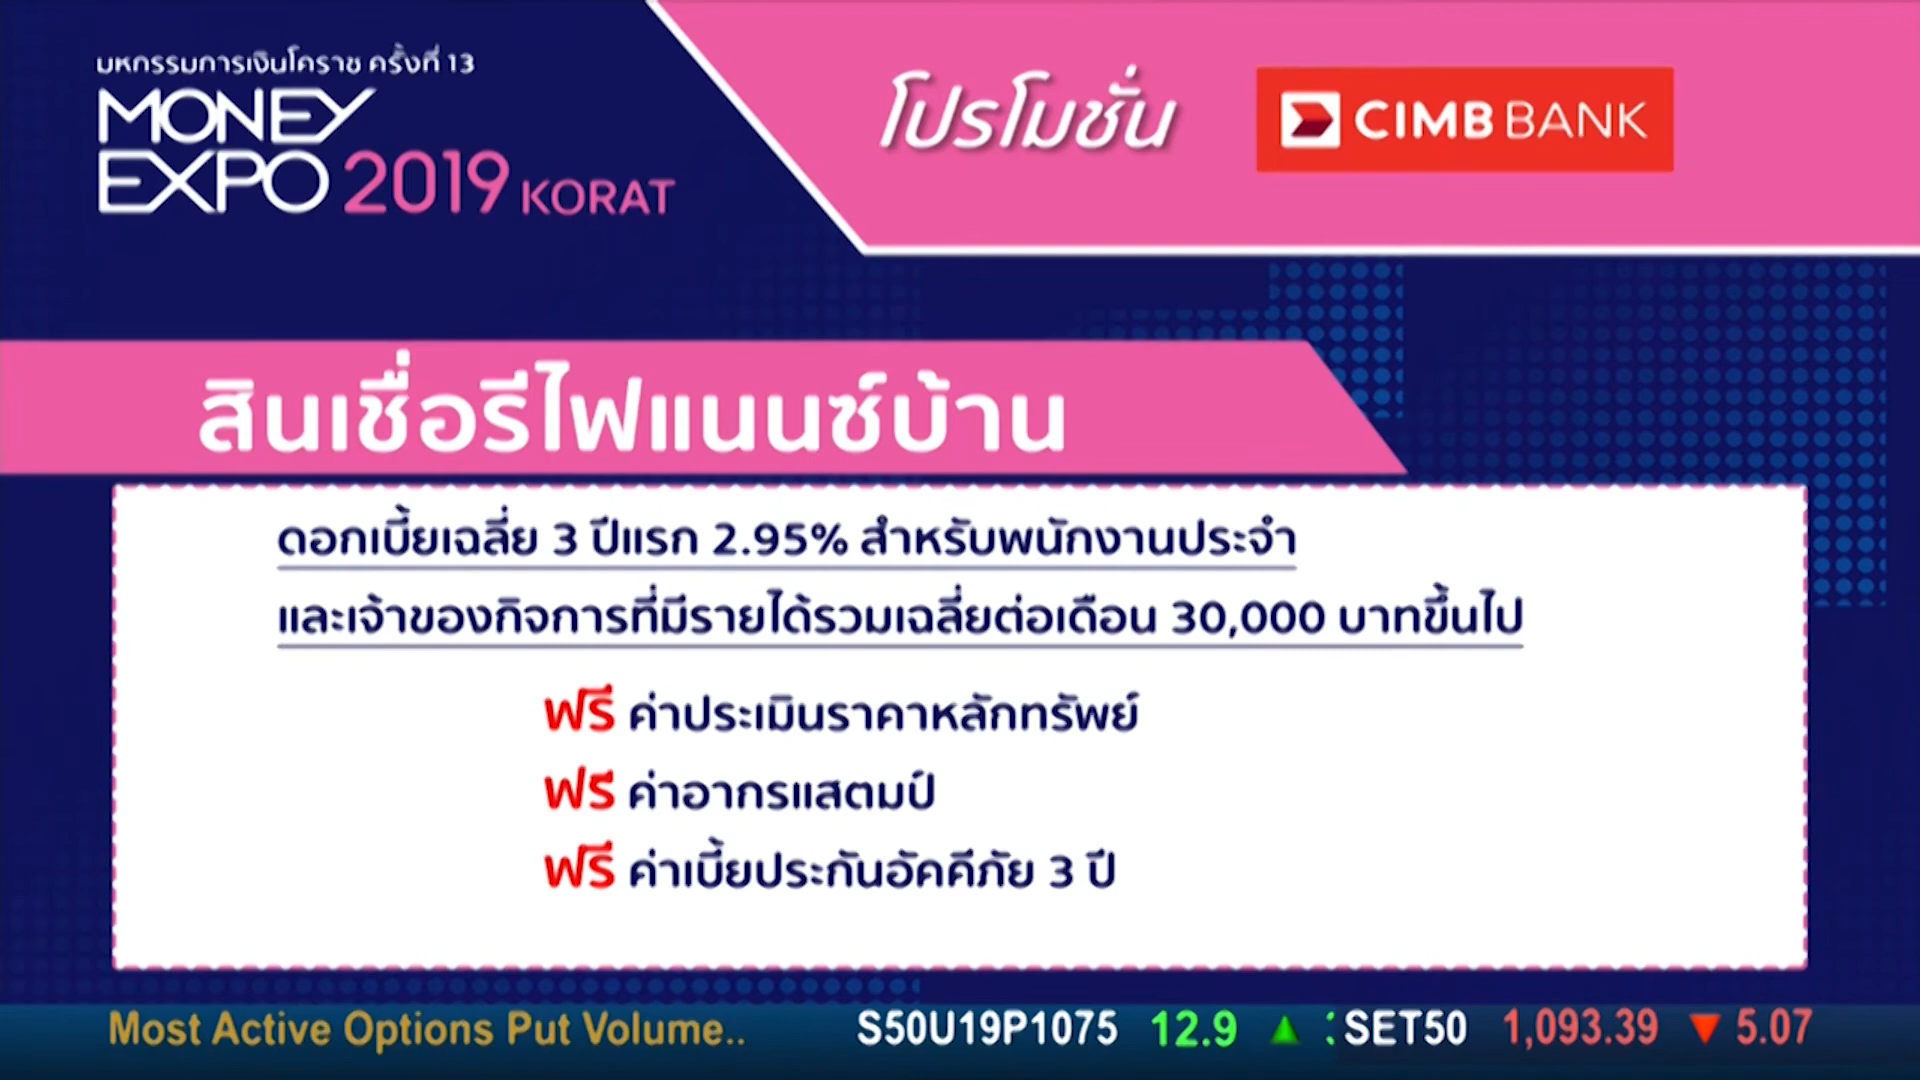 มหกรรมการเงินโคราช ครั้งที่ 13
MONEY
EXPO 2019 KORAT
โปรโมชั่น
CIMB BANK
สินเชื่อรีไฟแนนซ์บ้าน
ดอกเบี้ยเฉลี่ย 3 ปีแรก 2.95% สำหรับพนักงานประจำ
และเจ้าของกิจการที่มีรายได้รวมเฉลี่ยต่อเดือน 30,000 บาทขึ้นไป
ฟรี ค่าประเมินราคาหลักทรัพย์
ฟรี ค่าอากรแสตมป์
ฟรี ค่าเบี้ยประกันอัคคีภัย 3 ปี
Most Active Options Put Volume.. S50U19P1075 12.9 ▲ SET50 1,093.39 ▼ 5.07